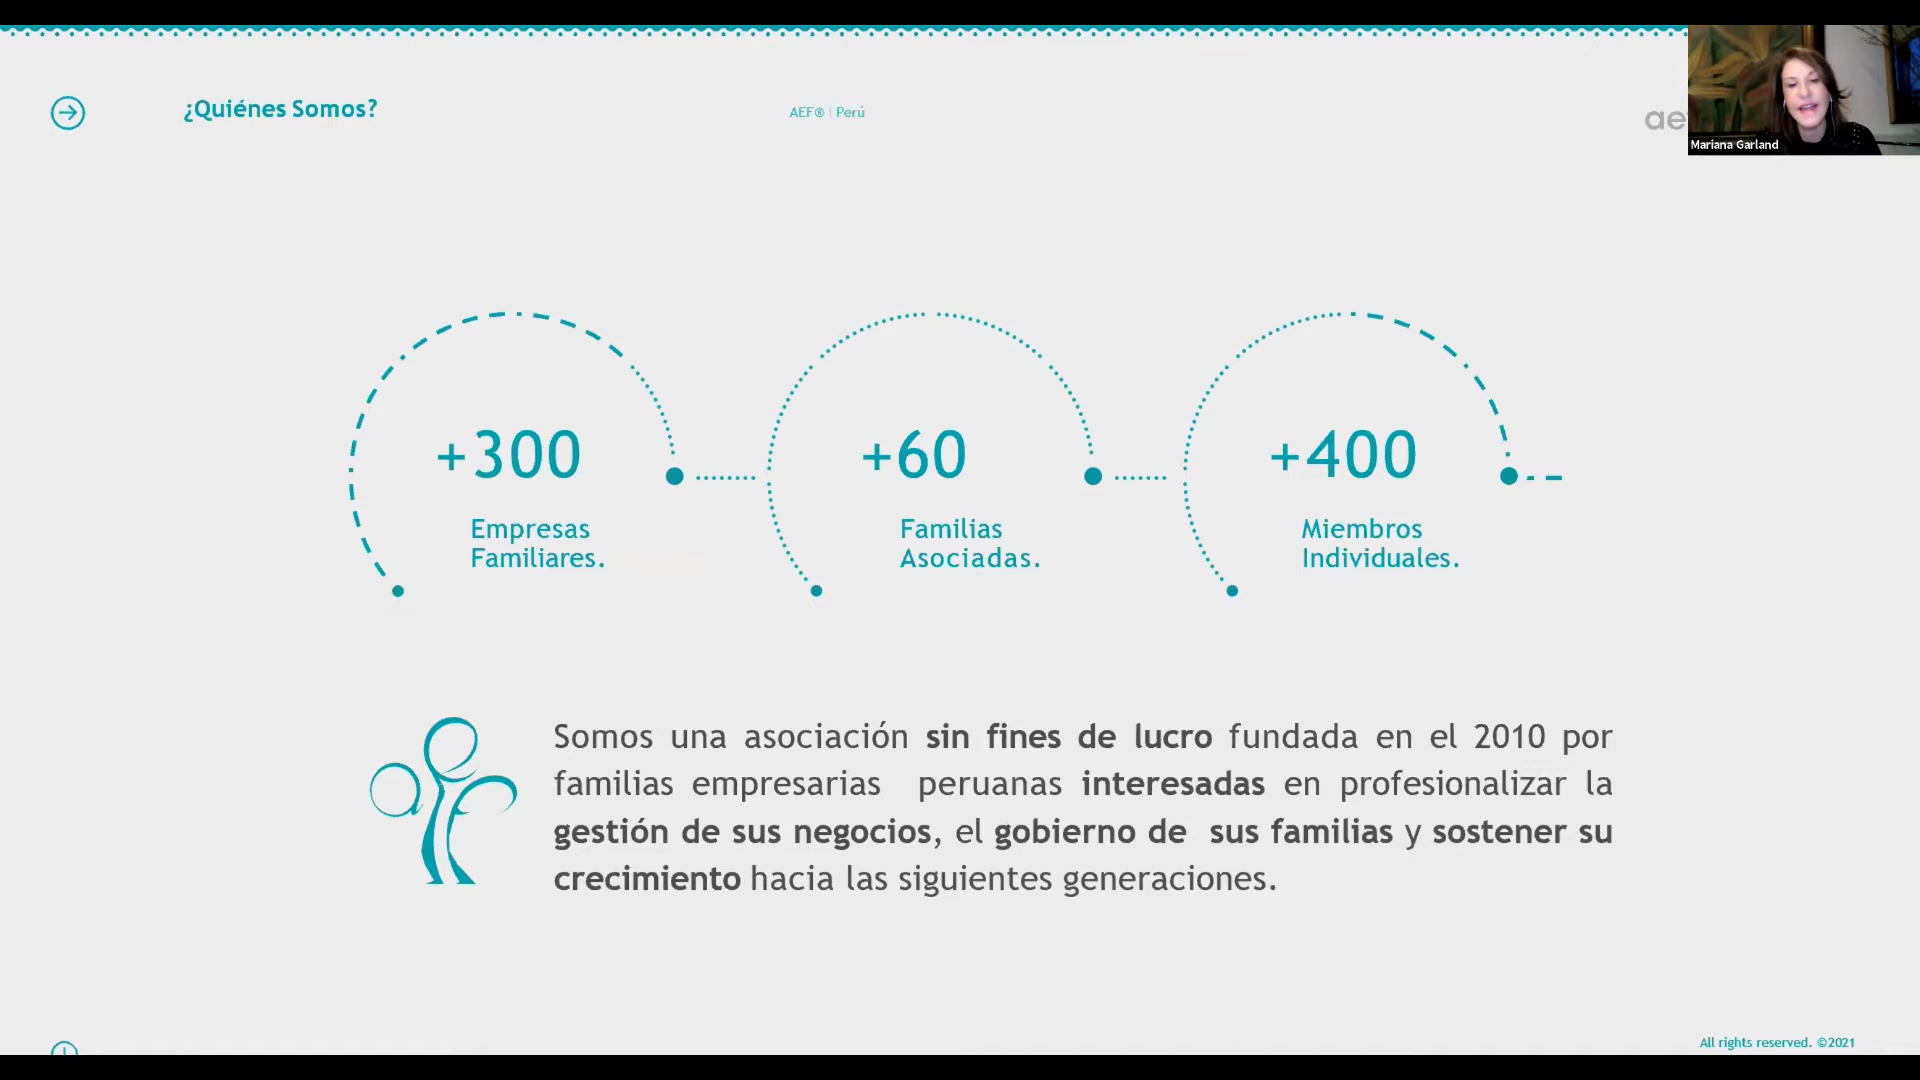 ¿Quiénes Somos?
AEF® | Perú
ae
Mariana Garland
+300
+60
+400
Empresas
Familiares.
Familias
Asociadas.
Miembros
Individuales.
Somos una asociación sin fines de lucro fundada en el 2010 por
familias empresarias peruanas interesadas en profesionalizar la
gestión de sus negocios, el gobierno de sus familias y sostener su
crecimiento hacia las siguientes generaciones.
All rights reserved. ©2021